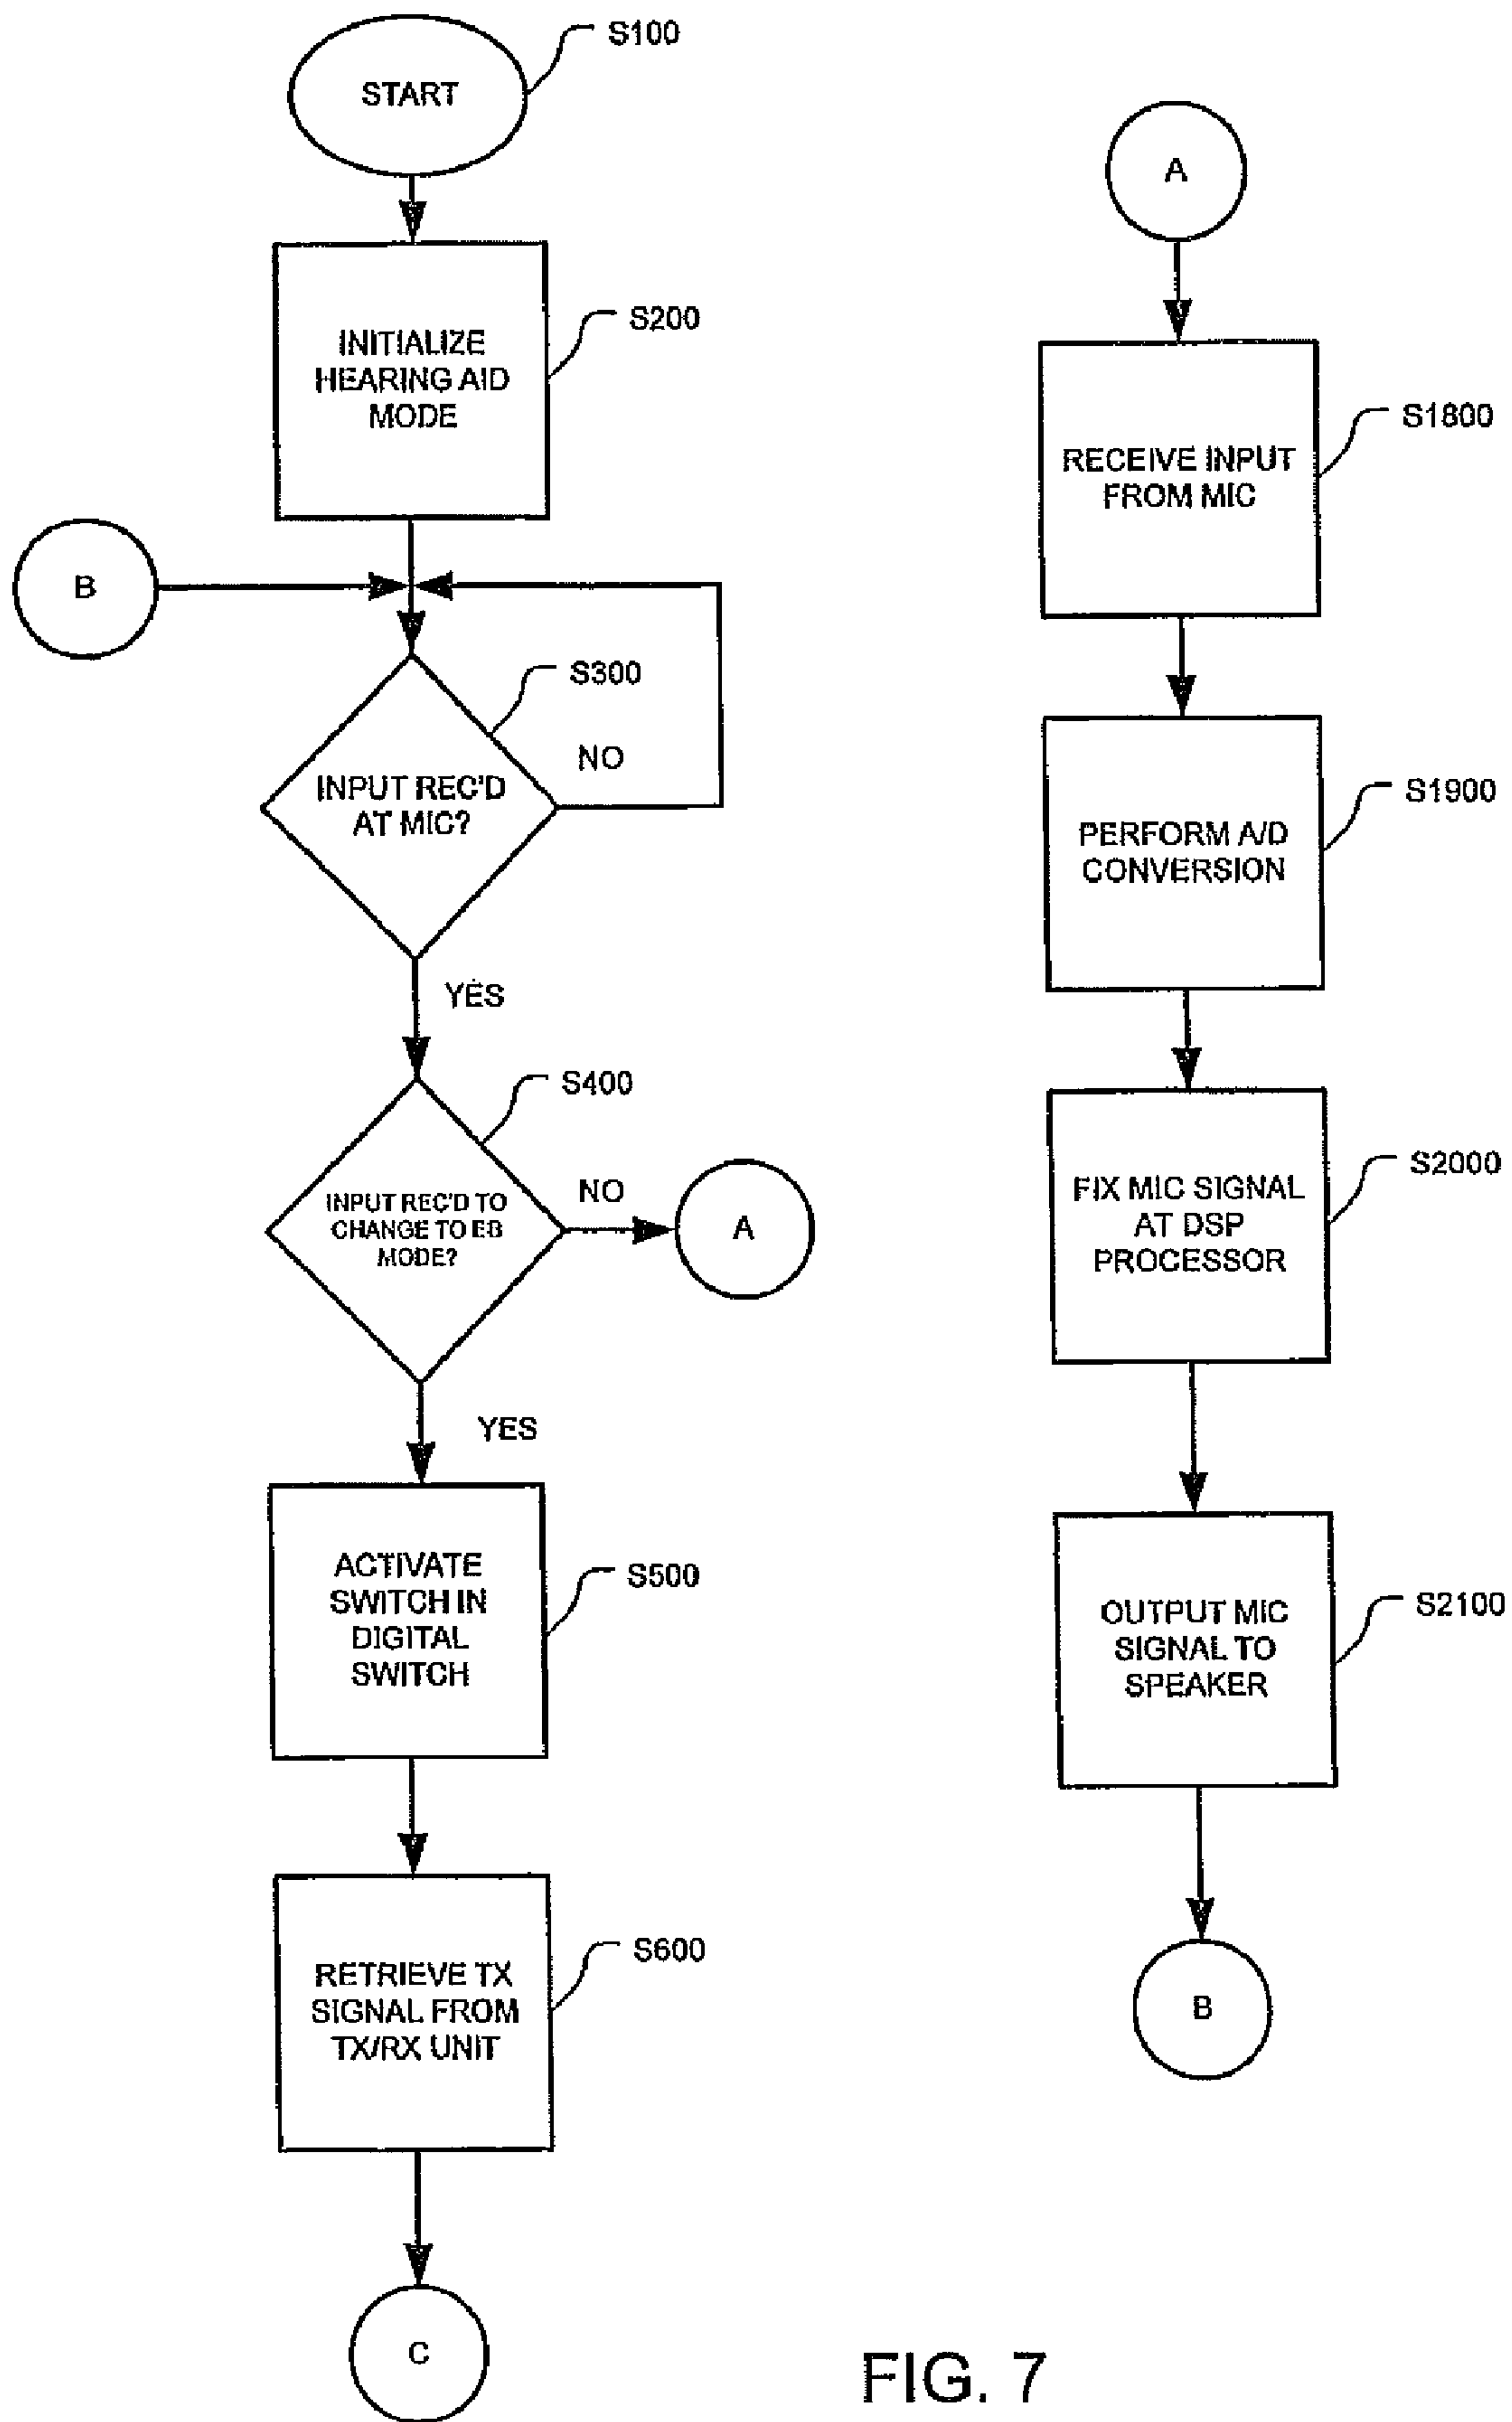 S100
START
S200
INITIALIZE
HEARING AID
MODE
B
S300
NO
INPUT REC'D
AT MIC?
YES
S400
INPUT REC'D TO
CHANGE TO EB
MODE?
NO
A
YES
S500
ACTIVATE
SWITCH IN
DIGITAL
SWITCH
S600
RETRIEVE TX
SIGNAL FROM
TX/RX UNIT
C
A
S1800
RECEIVE INPUT
FROM MIC
S1900
PERFORM A/D
CONVERSION
S2000
FIX MIC SIGNAL
AT DSP
PROCESSOR
S2100
OUTPUT MIC
SIGNAL TO
SPEAKER
B
FIG. 7